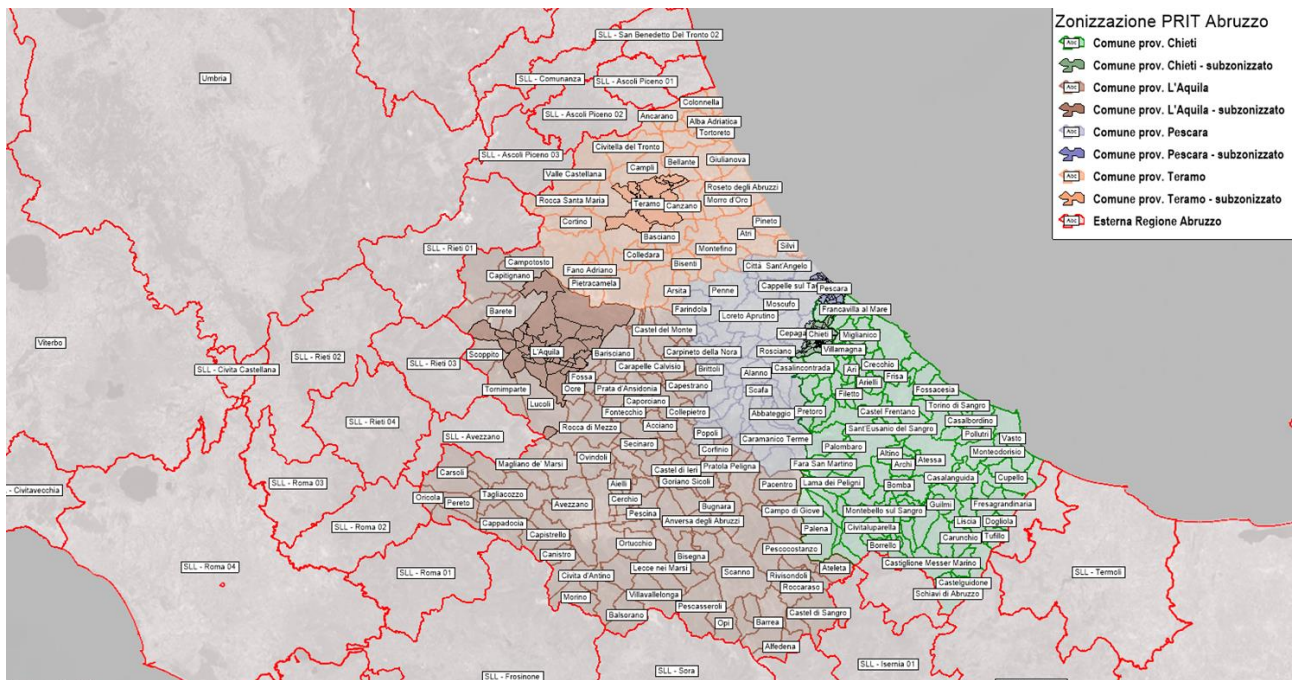 Zonizzazione PRIT Abruzzo
Abc Comune prov. Chieti
Comune prov. Chieti - subzonizzato
Abc Comune prov. L'Aquila
Comune prov. L'Aquila - subzonizzato
Abc Comune prov. Pescara
Comune prov. Pescara - subzonizzato
Abc Comune prov. Teramo
Comune prov. Teramo - subzonizzato
Abc Esterna Regione Abruzzo
SLL - San Benedetto Del Tronto 02
Umbria
SLL - Comunanza
SLL - Ascoli Piceno 01
Colonnella
SLL - Ascoli Piceno 02
Ancarano
Alba Adriatica
Tortoreto
Civitella del Tronto
SLL - Ascoli Piceno 03
Campli
Bellante
Giulianova
Valle Castellana
Roseto degli Abruzzi
Rocca Santa Maria
Teramo
Canzano
Morro d'Oro
Cortino
Pineto
Basciano
Atri
SLL - Rieti 01
Montefino
Silvi
Colledara
Campotosto
Bisenti
Città Sant'Angelo
Capitignano
Fano Adriano
Pietracamela
Arsita
Penne
Cappelle sul Ta
Pescara
Barete
Farindola
Moscufo
Francavilla al Mare
Loreto Aprutino
Viterbo
Castel del Monte
Cepaga
Chieti
Miglianico
SLL - Rieti 02
Scoppito
L'Aquila
Barisciano
Carpineto della Nora
Rosciano
Villamagna
SLL - Civita Castellana
SLL - Rieti 03
Carapelle Calvisio
Brittoli
Casalincontrada
Crecchio
Alanno
Ari
Fossa
Frisa
Tornimparte
Ocre
Prata d'Ansidonia
Capestrano
Arielli
Scafa
Fossacesia
Lucoli
Caporciano
Filetto
Fontecchio
Collepietro
Abbateggio
Pretoro
Castel Frentano
Torino di Sangro
SLL - Rieti 04
Rocca di Mezzo
Acciano
Sant'Eusanio del Sangro
Casalbordino
SLL - Avezzano
Popoli
Pollutri
Secinaro
Caramanico Terme
Palombaro
Vasto
Corfinio
Altino
Monteodorisio
Magliano de' Marsi
Ovindoli
Fara San Martino
Archi
Atessa
Carsoli
Castel di Ieri
Pratola Peligna
Casalanguida
Cupello
SLL - Roma 03
Aielli
Goriano Sicoli
Pacentro
Lama dei Peligni
Bomba
- Civitavecchia
Oricola
Tagliacozzo
Cerchio
Pereto
Avezzano
Bugnara
Guilmi
Fresagrandinaria
Pescina
Campo di Giove
Montebello sul Sangro
SLL - Roma 02
Cappadocia
Anversa degli Abruzzi
Palena
Civitaluparella
Liscia
Dogliola
Capistrello
Carunchio
Tufillo
Ortucchio
Borrello
Canistro
Bisegna
Pescocostanzo
SLL - Roma 04
Lecce nei Marsi
Ateleta
Castiglione Messer Marino
SLL - Roma 01
Civita d'Antino
Scanno
Rivisondoli
SLL - Termoli
Castelguidone
Roccaraso
Schiavi di Abruzzo
Morino
Villavallelonga
Pescasseroli
Balsorano
Castel di Sangro
Opi
Barrea
Alfedena
SLL - Isernia 01
SLL - Frosinone
SLL - Sora